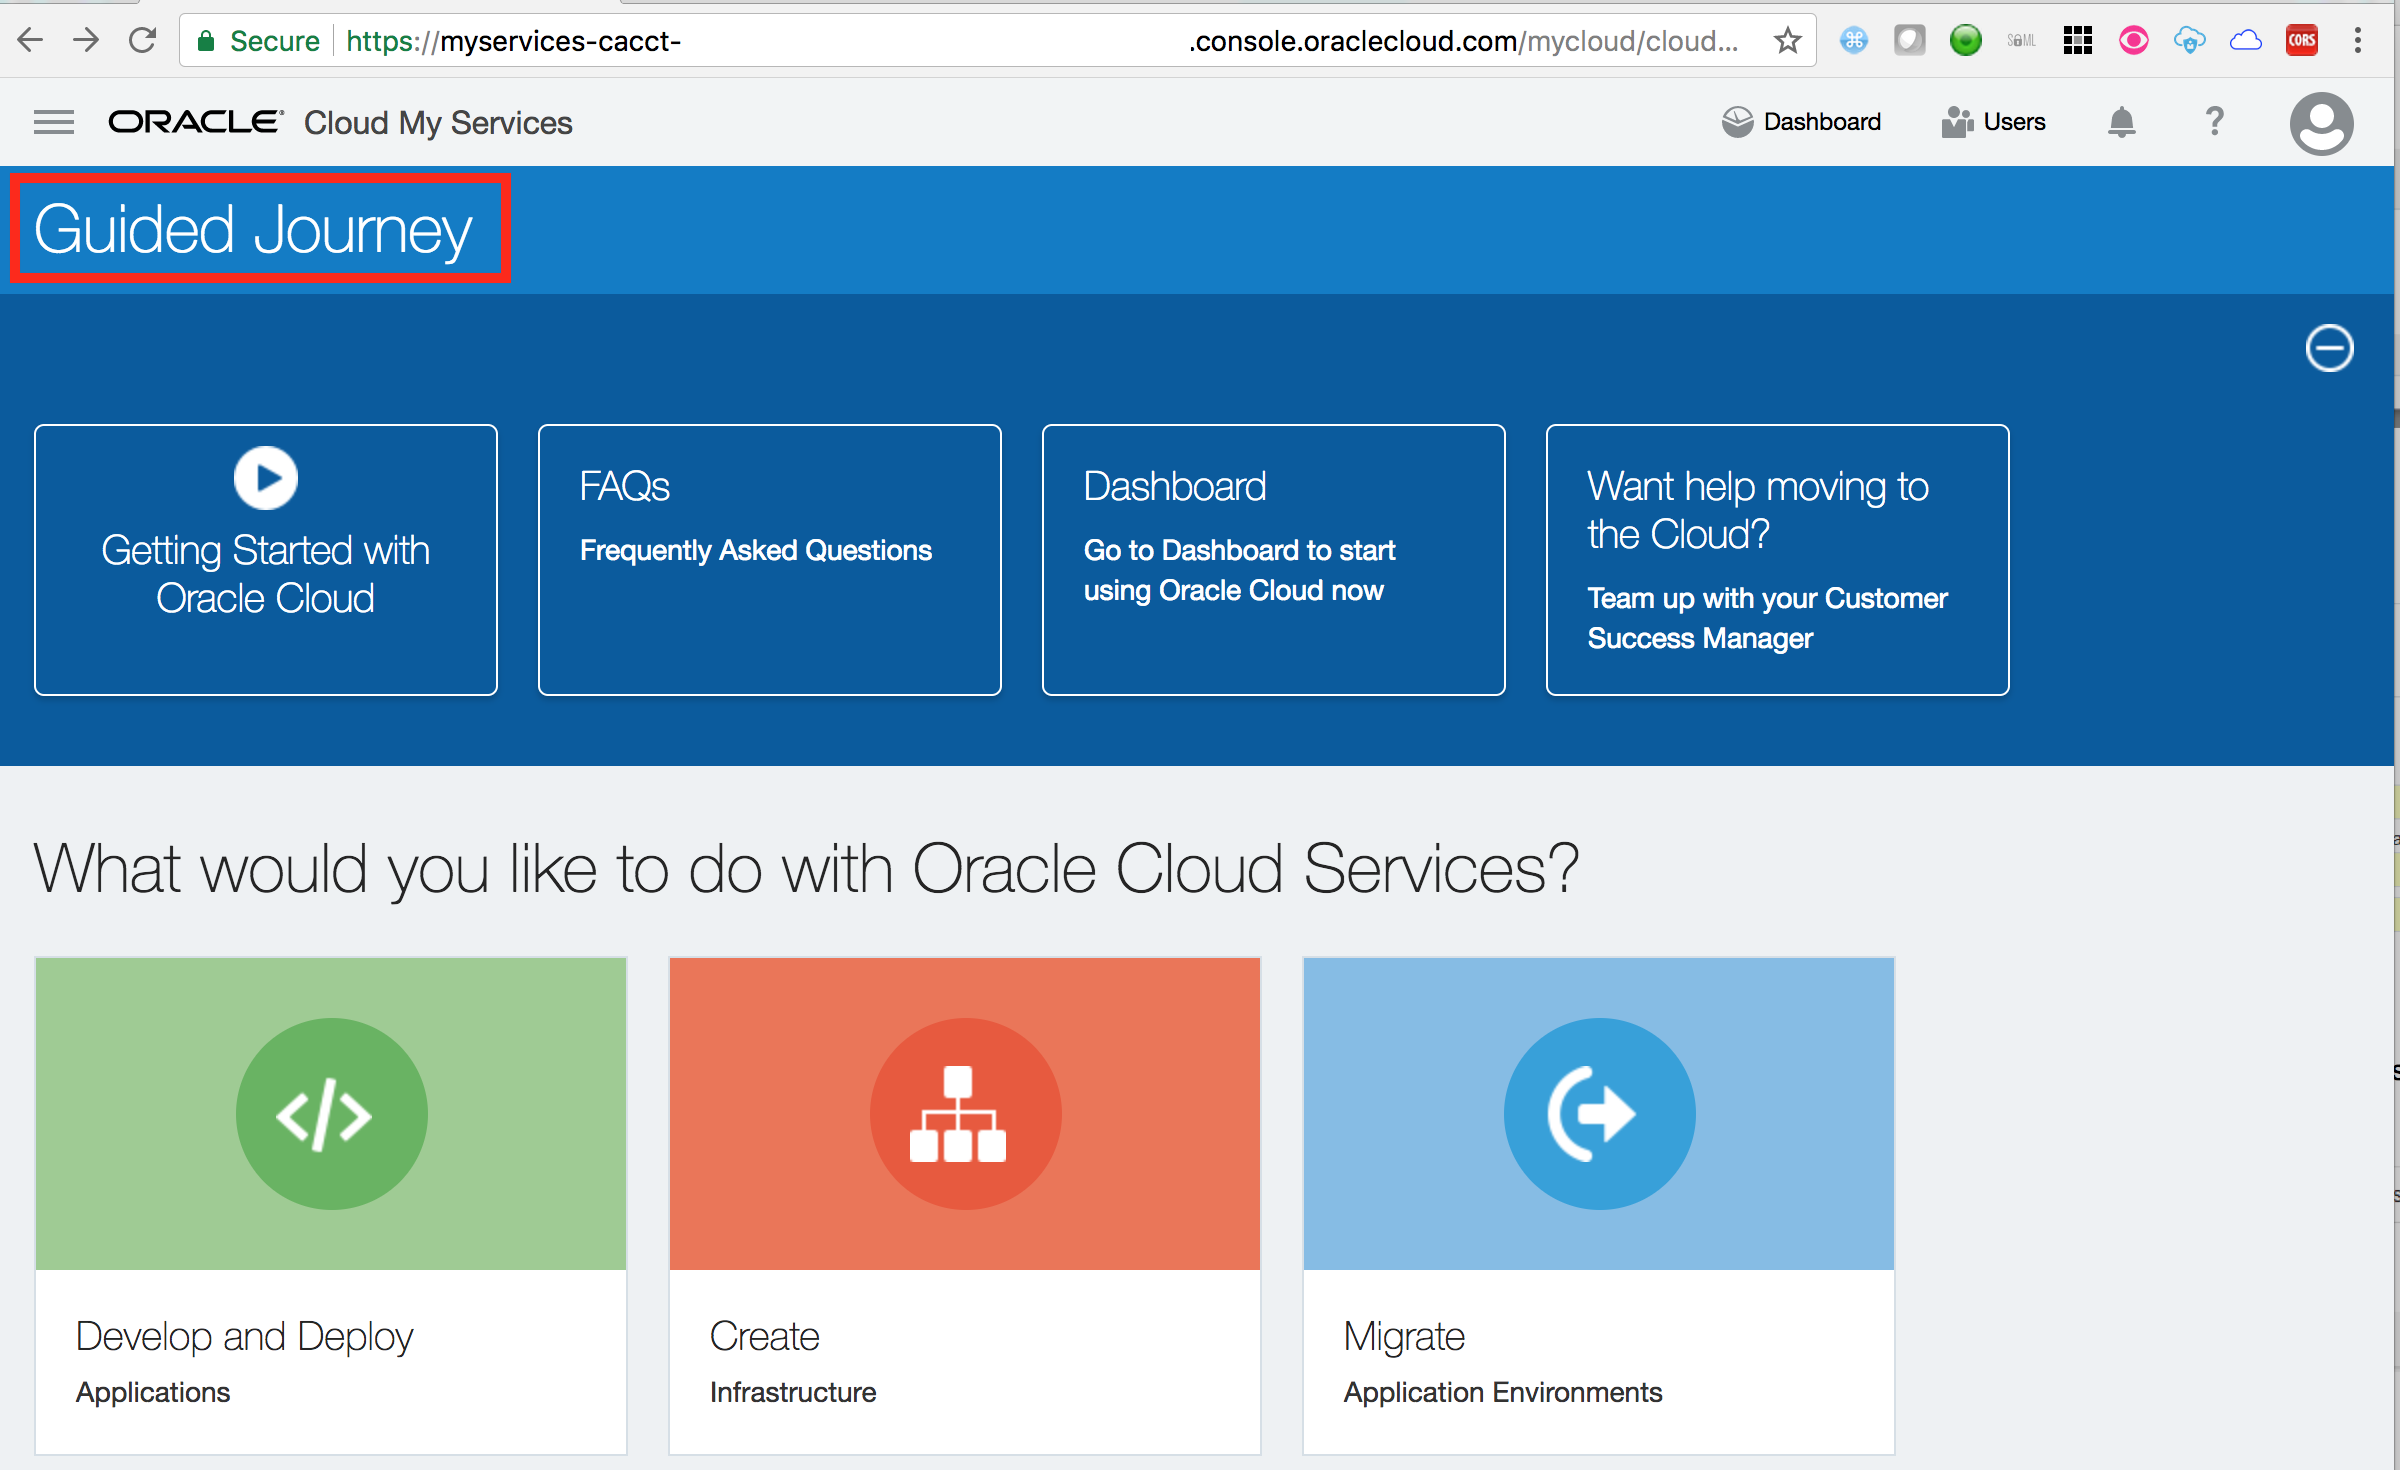 Secure https://myservices-cacct- .console.oraclecloud.com/mycloud/cloud... SAML CORS
ORACLE Cloud My Services Dashboard Users ?
Guided Journey
Getting Started with
Oracle Cloud
FAQs
Frequently Asked Questions
Dashboard
Go to Dashboard to start
using Oracle Cloud now
Want help moving to
the Cloud?
Team up with your Customer
Success Manager
What would you like to do with Oracle Cloud Services?
Develop and Deploy
Applications
Create
Infrastructure
Migrate
Application Environments